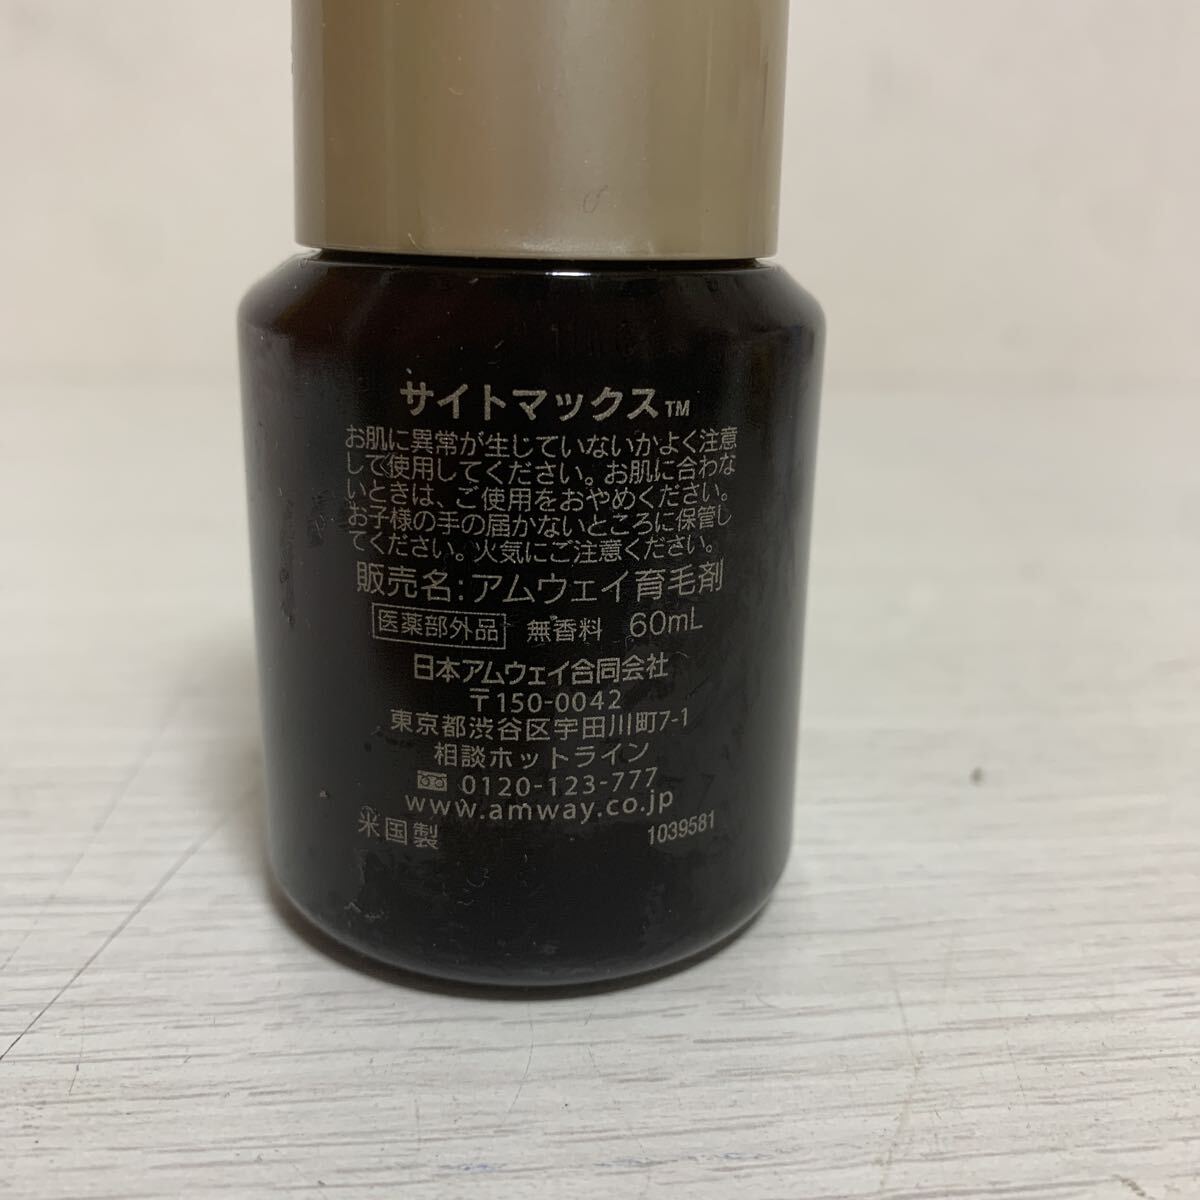 サイトマックス™
お肌に異常が生じていないかよく注意
して使用してください。お肌に合わな
いときは、ご使用をおやめください。
お子様の手の届かないところに保管し
てください。火気にご注意ください。
販売名:アムウェイ育毛剤
医薬部外品 無香料 60mL
日本アムウェイ合同会社
〒150-0042
東京都渋谷区宇田川町7-1
相談ホットライン
0120-123-777
www.amway.co.jp
米国製 1039581